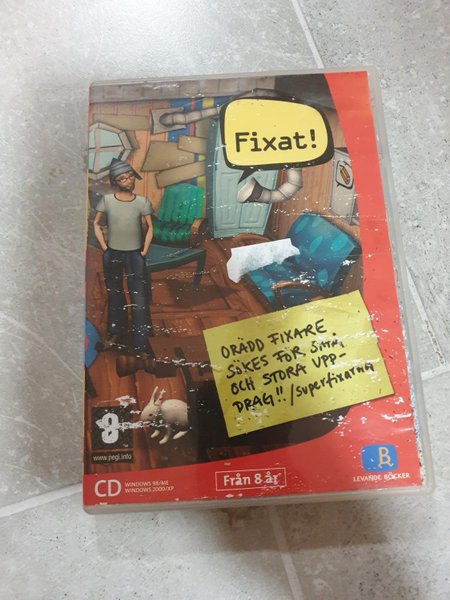 Fixat!
ORÄDD FIXARE
SÖKES FÖR SMÅ
OCH STORA UPP-
DRAG!!/superfixarna
8
www.pegi.info
CD WINDOWS 98/ME
WINDOWS 2000/XP
Från 8 år
B
LEVANDE BÖCKER